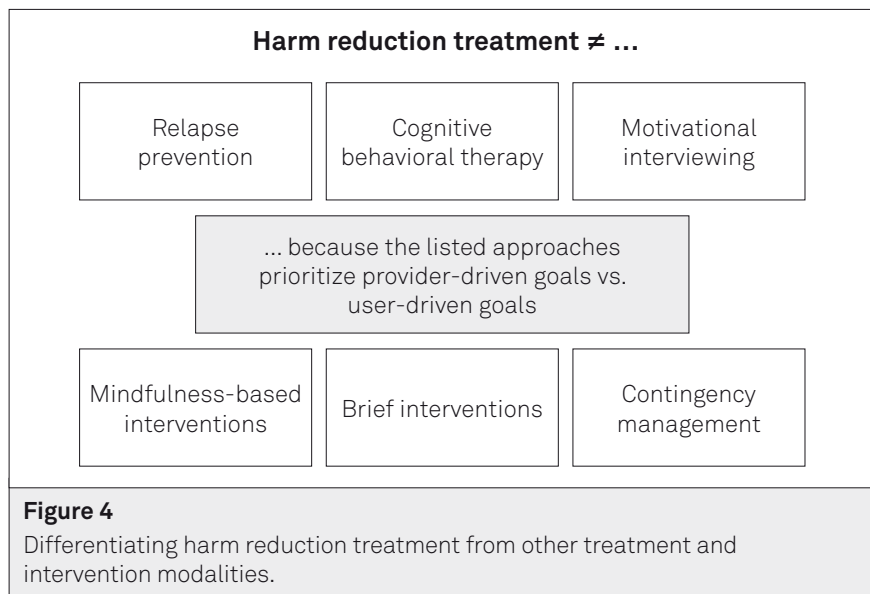 Harm reduction treatment ≠ ...
Relapse
prevention
Cognitive
behavioral therapy
Motivational
interviewing
... because the listed approaches
prioritize provider-driven goals vs.
user-driven goals
Mindfulness-based
interventions
Brief interventions
Contingency
management
Figure 4
Differentiating harm reduction treatment from other treatment and
intervention modalities.